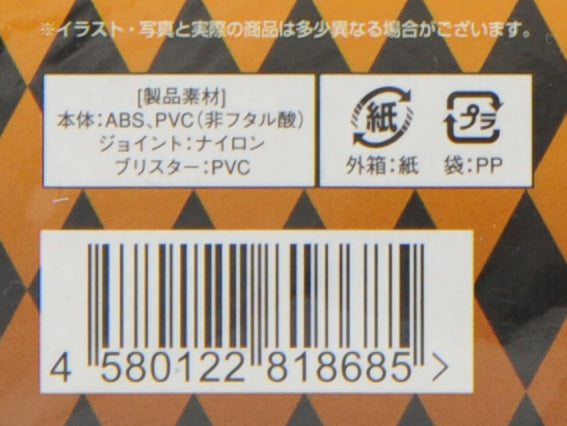 ※イラスト・写真と実際の商品は多少異なる場合がございます。
[製品素材]
本体:ABS、PVC(非フタル酸)
ジョイント:ナイロン
ブリスター:PVC
紙
外箱:紙
プラ
袋:PP
4 580122 818685 >